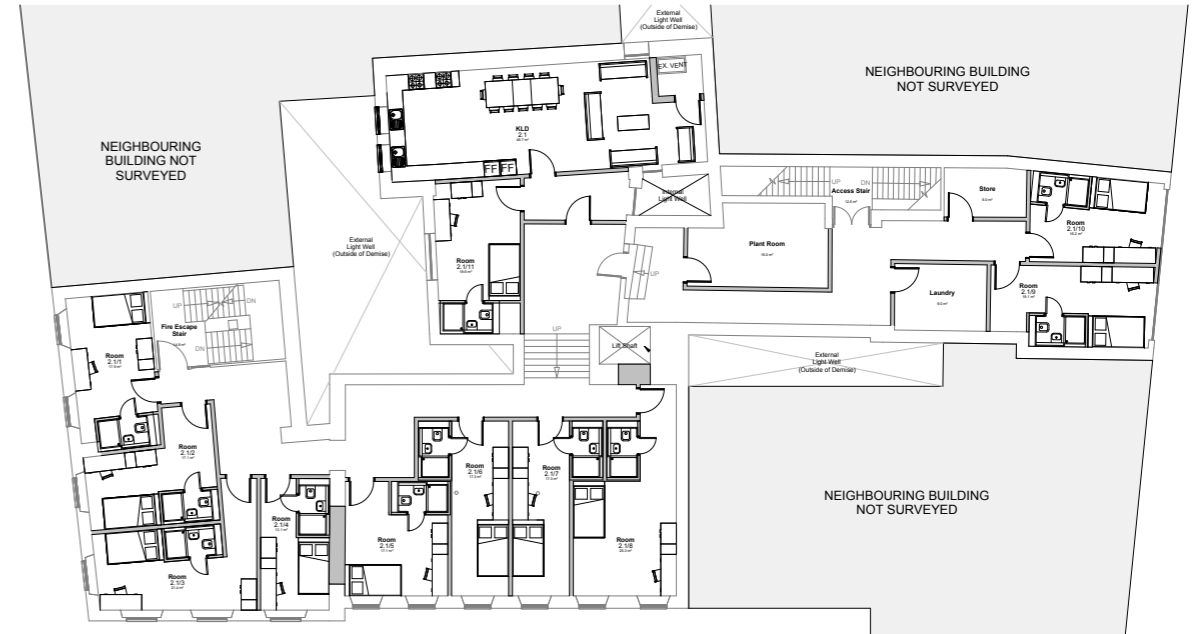 External
Light Well
(Outside of Demise)
EX. VENT
NEIGHBOURING BUILDING
NOT SURVEYED
NEIGHBOURING
BUILDING NOT
SURVEYED
KLD
2.1
FF FF
UP
Access Stair
DN
Store
Internal
Light Well
Room
2.1/10
External
Light Well
(Outside of Demise)
Room
2.1/11
Plant Room
UP
Laundry
Room
2.1/9
UP
DN
Fire Escape
Stair
DN
UP
Lift Shaft
Room
2.1/1
External
Light Well
(Outside of Demise)
Room
2.1/2
Room
2.1/6
Room
2.1/7
NEIGHBOURING BUILDING
NOT SURVEYED
Room
2.1/4
Room
2.1/5
Room
2.1/8
Room
2.1/3